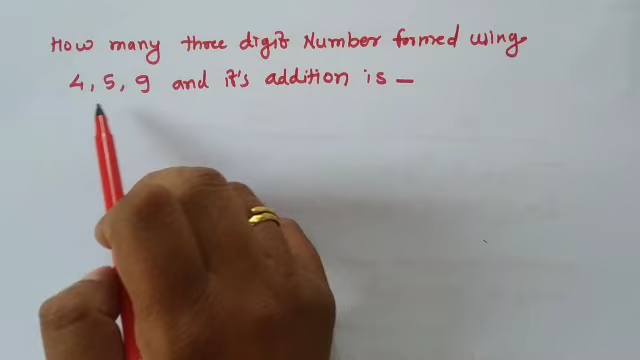 How many three digit Number formed using
4, 5, 9 and it's addition is —